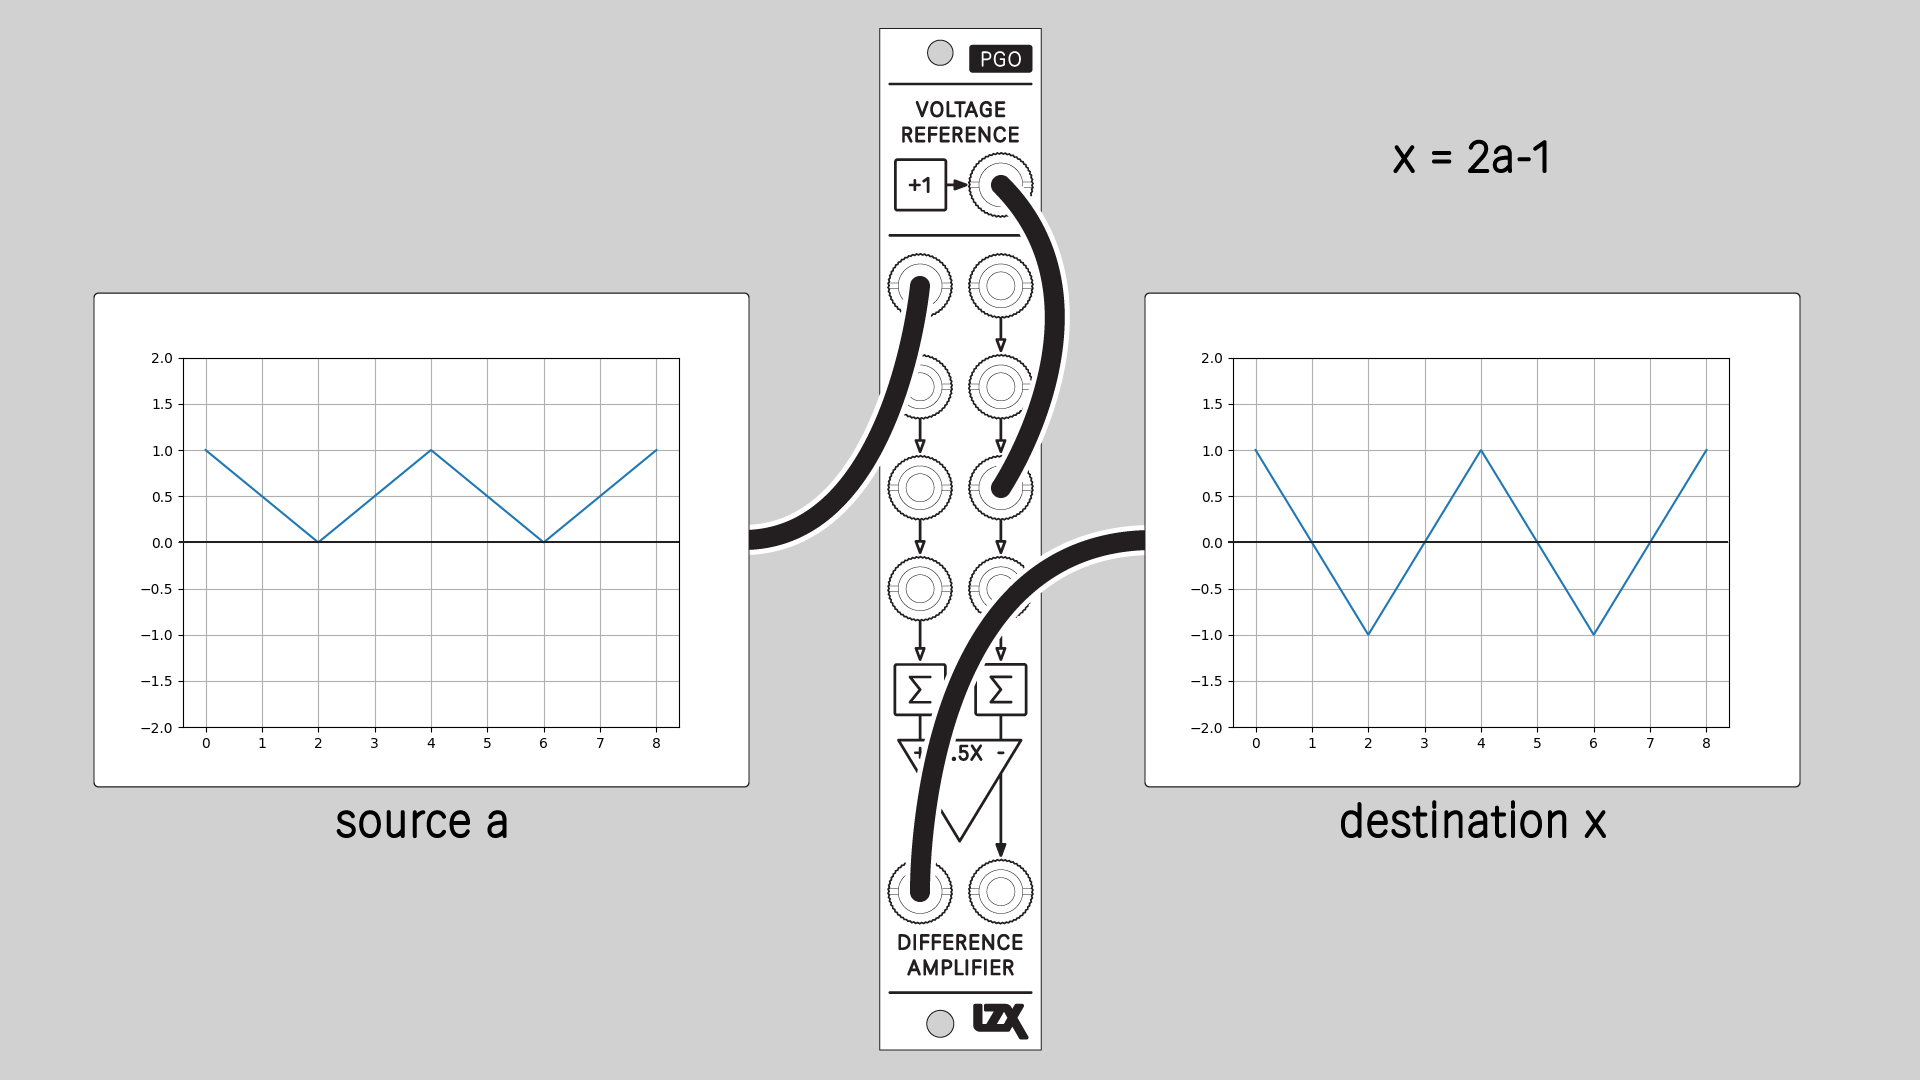 PGO
VOLTAGE
REFERENCE
+1
x = 2a-1
2.0
1.5
1.0
0.5
0.0
−0.5
−1.0
−1.5
−2.0
0 1 2 3 4 5 6 7 8
source a
Σ Σ
.5X -
2.0
1.5
1.0
0.5
0.0
−0.5
−1.0
−1.5
−2.0
0 1 2 3 4 5 6 7 8
destination x
DIFFERENCE
AMPLIFIER
LZX